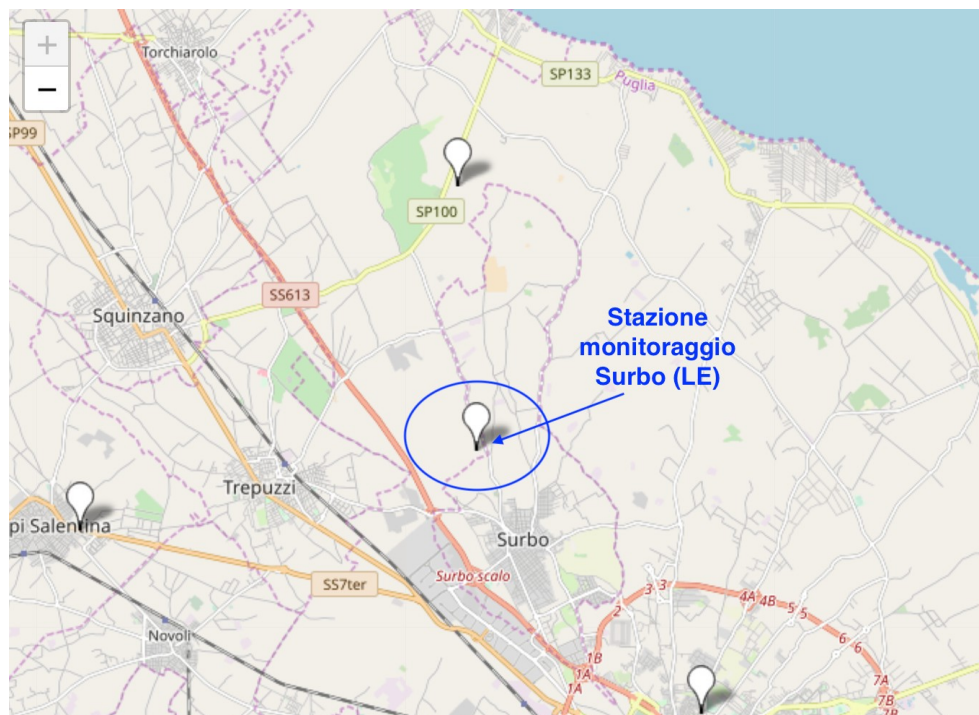 +
−
Torchiarolo
SP133
Puglia
SP99
SP100
SS613
Squinzano
Stazione
monitoraggio
Surbo (LE)
Trepuzzi
pi Salentina
Surbo
Surbo scalo
SS7ter
3 3
4A 4B 5 5
2
6 6
Novoli
1B
1A
7A
1A
7B
7B